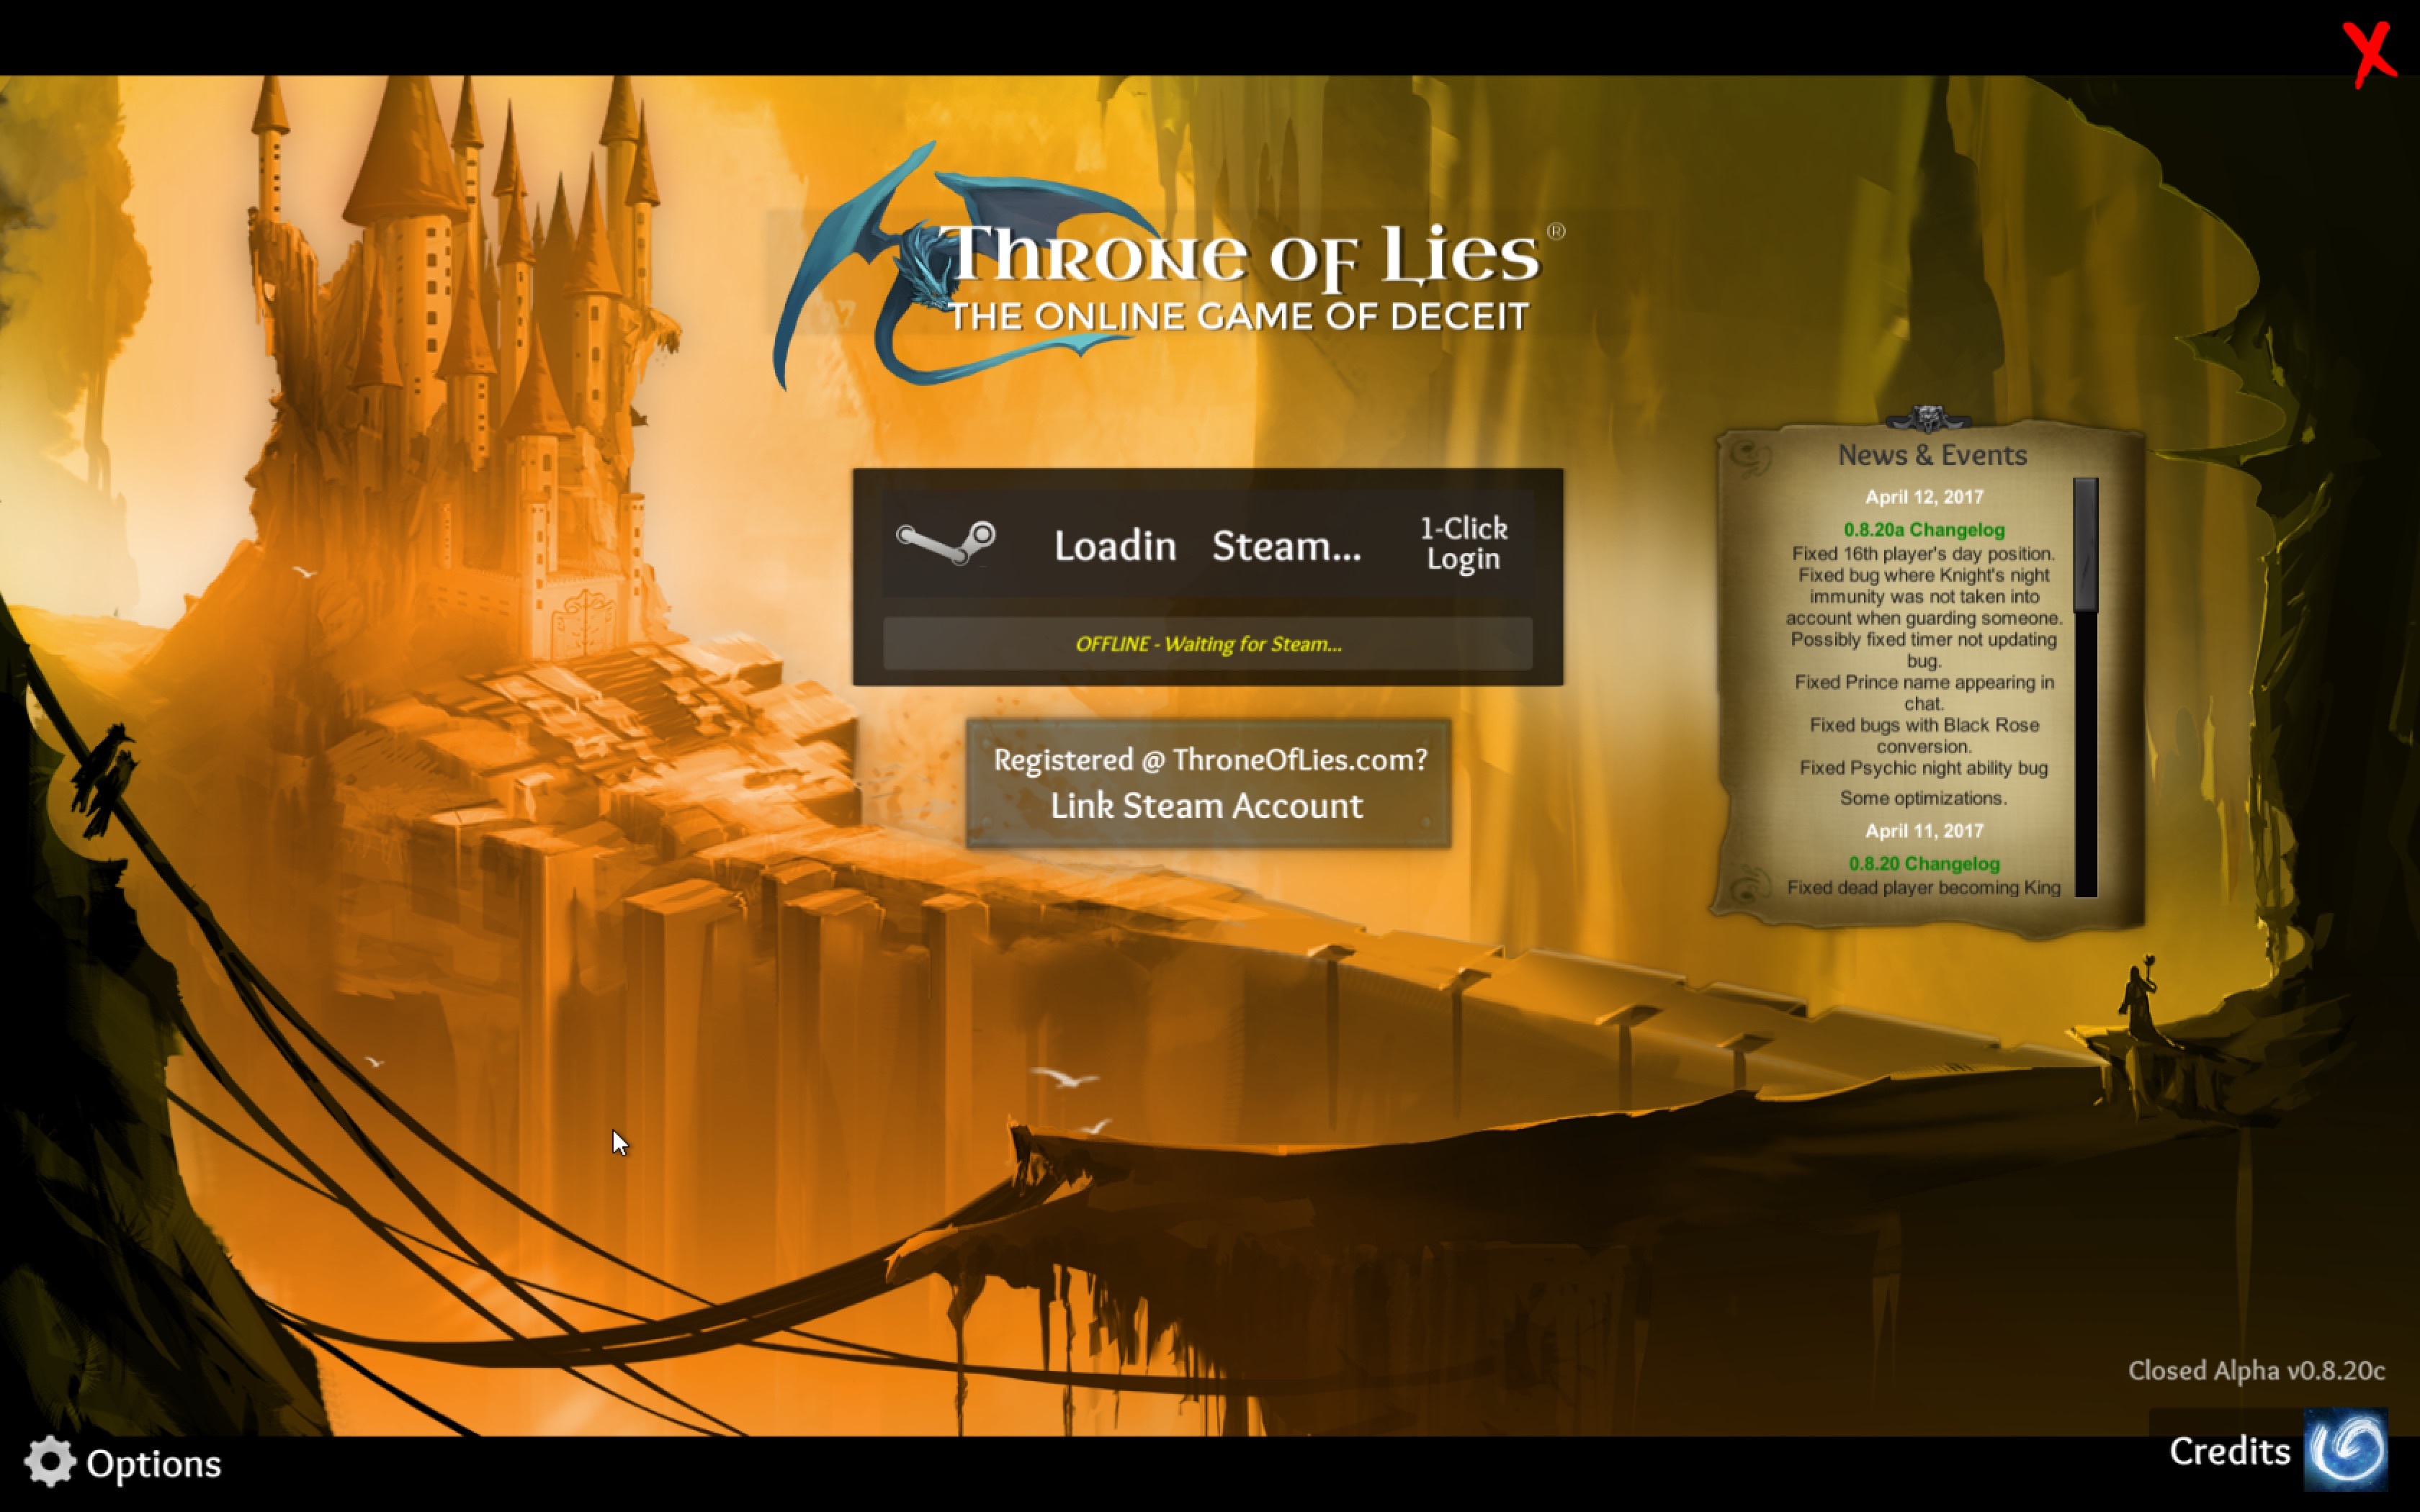 Throne of Lies®
THE ONLINE GAME OF DECEIT
Loadin Steam...
1-Click
Login
OFFLINE - Waiting for Steam...
Registered @ ThroneOfLies.com?
Link Steam Account
News & Events
April 12, 2017
0.8.20a Changelog
Fixed 16th player's day position.
Fixed bug where Knight's night
immunity was not taken into
account when guarding someone.
Possibly fixed timer not updating
bug.
Fixed Prince name appearing in
chat.
Fixed bugs with Black Rose
conversion.
Fixed Psychic night ability bug
Some optimizations.
April 11, 2017
0.8.20 Changelog
Fixed dead player becoming King
Closed Alpha v0.8.20c
Options
Credits